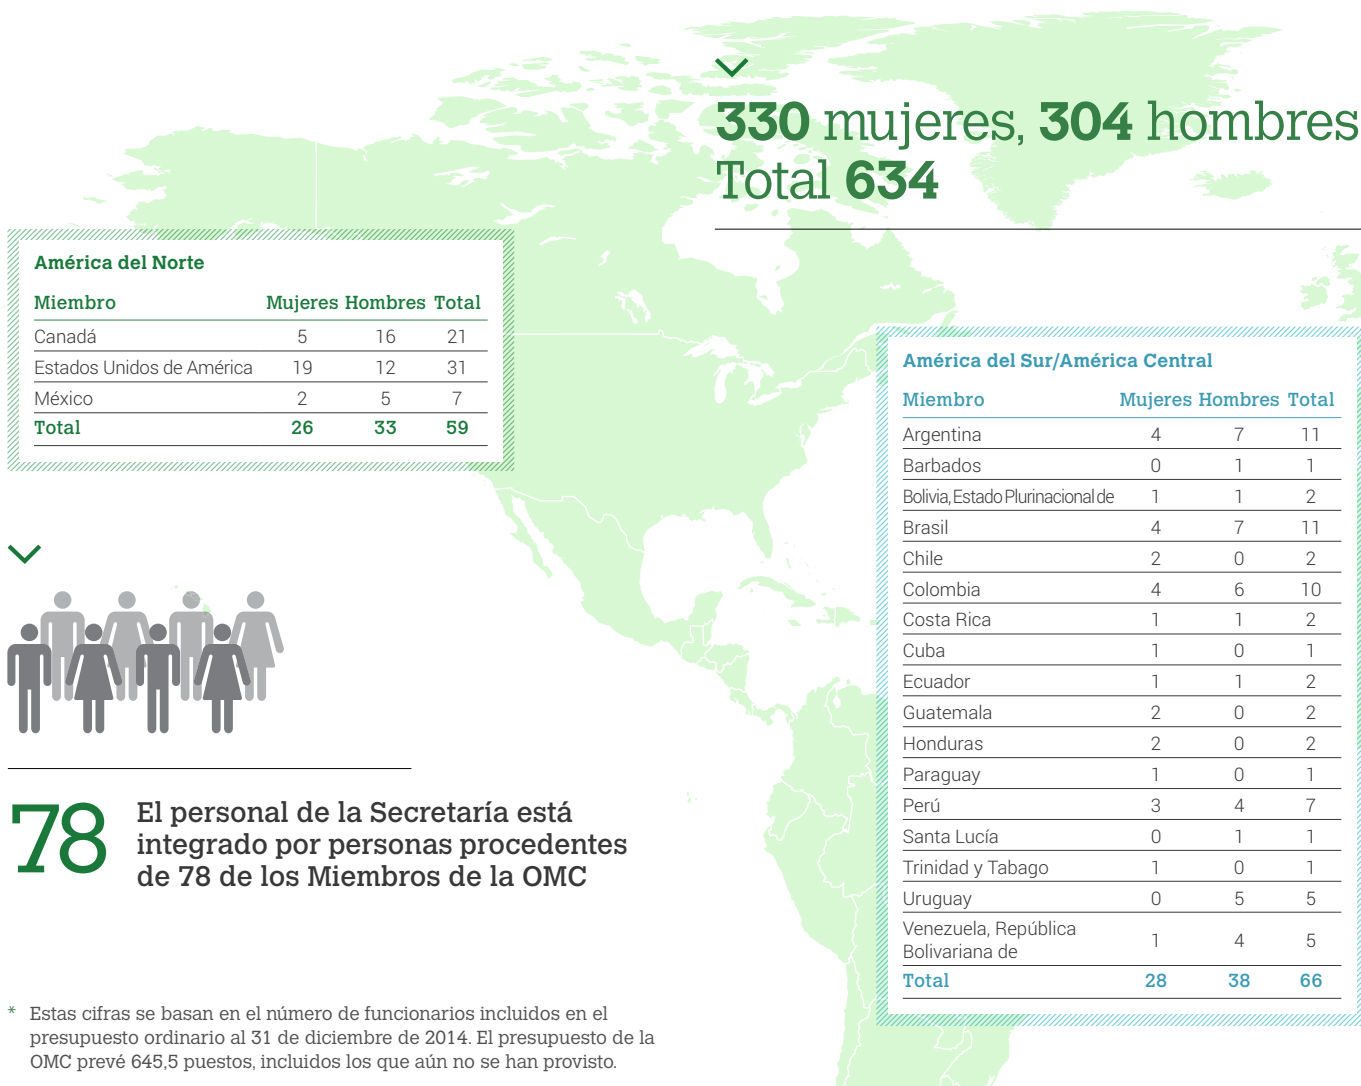 330 mujeres, 304 hombres
Total 634
América del Norte
Miembro Mujeres Hombres Total
Canadá 5 16 21
Estados Unidos de América 19 12 31
México 2 5 7
Total 26 33 59
América del Sur/América Central
Miembro Mujeres Hombres Total
Argentina 4 7 11
Barbados 0 1 1
Bolivia, Estado Plurinacional de 1 1 2
Brasil 4 7 11
Chile 2 0 2
Colombia 4 6 10
Costa Rica 1 1 2
Cuba 1 0 1
Ecuador 1 1 2
Guatemala 2 0 2
Honduras 2 0 2
Paraguay 1 0 1
Perú 3 4 7
Santa Lucía 0 1 1
Trinidad y Tabago 1 0 1
Uruguay 0 5 5
Venezuela, República
Bolivariana de 1 4 5
Total 28 38 66
78
El personal de la Secretaría está
integrado por personas procedentes
de 78 de los Miembros de la OMC
* Estas cifras se basan en el número de funcionarios incluidos en el
presupuesto ordinario al 31 de diciembre de 2014. El presupuesto de la
OMC prevé 645,5 puestos, incluidos los que aún no se han provisto.